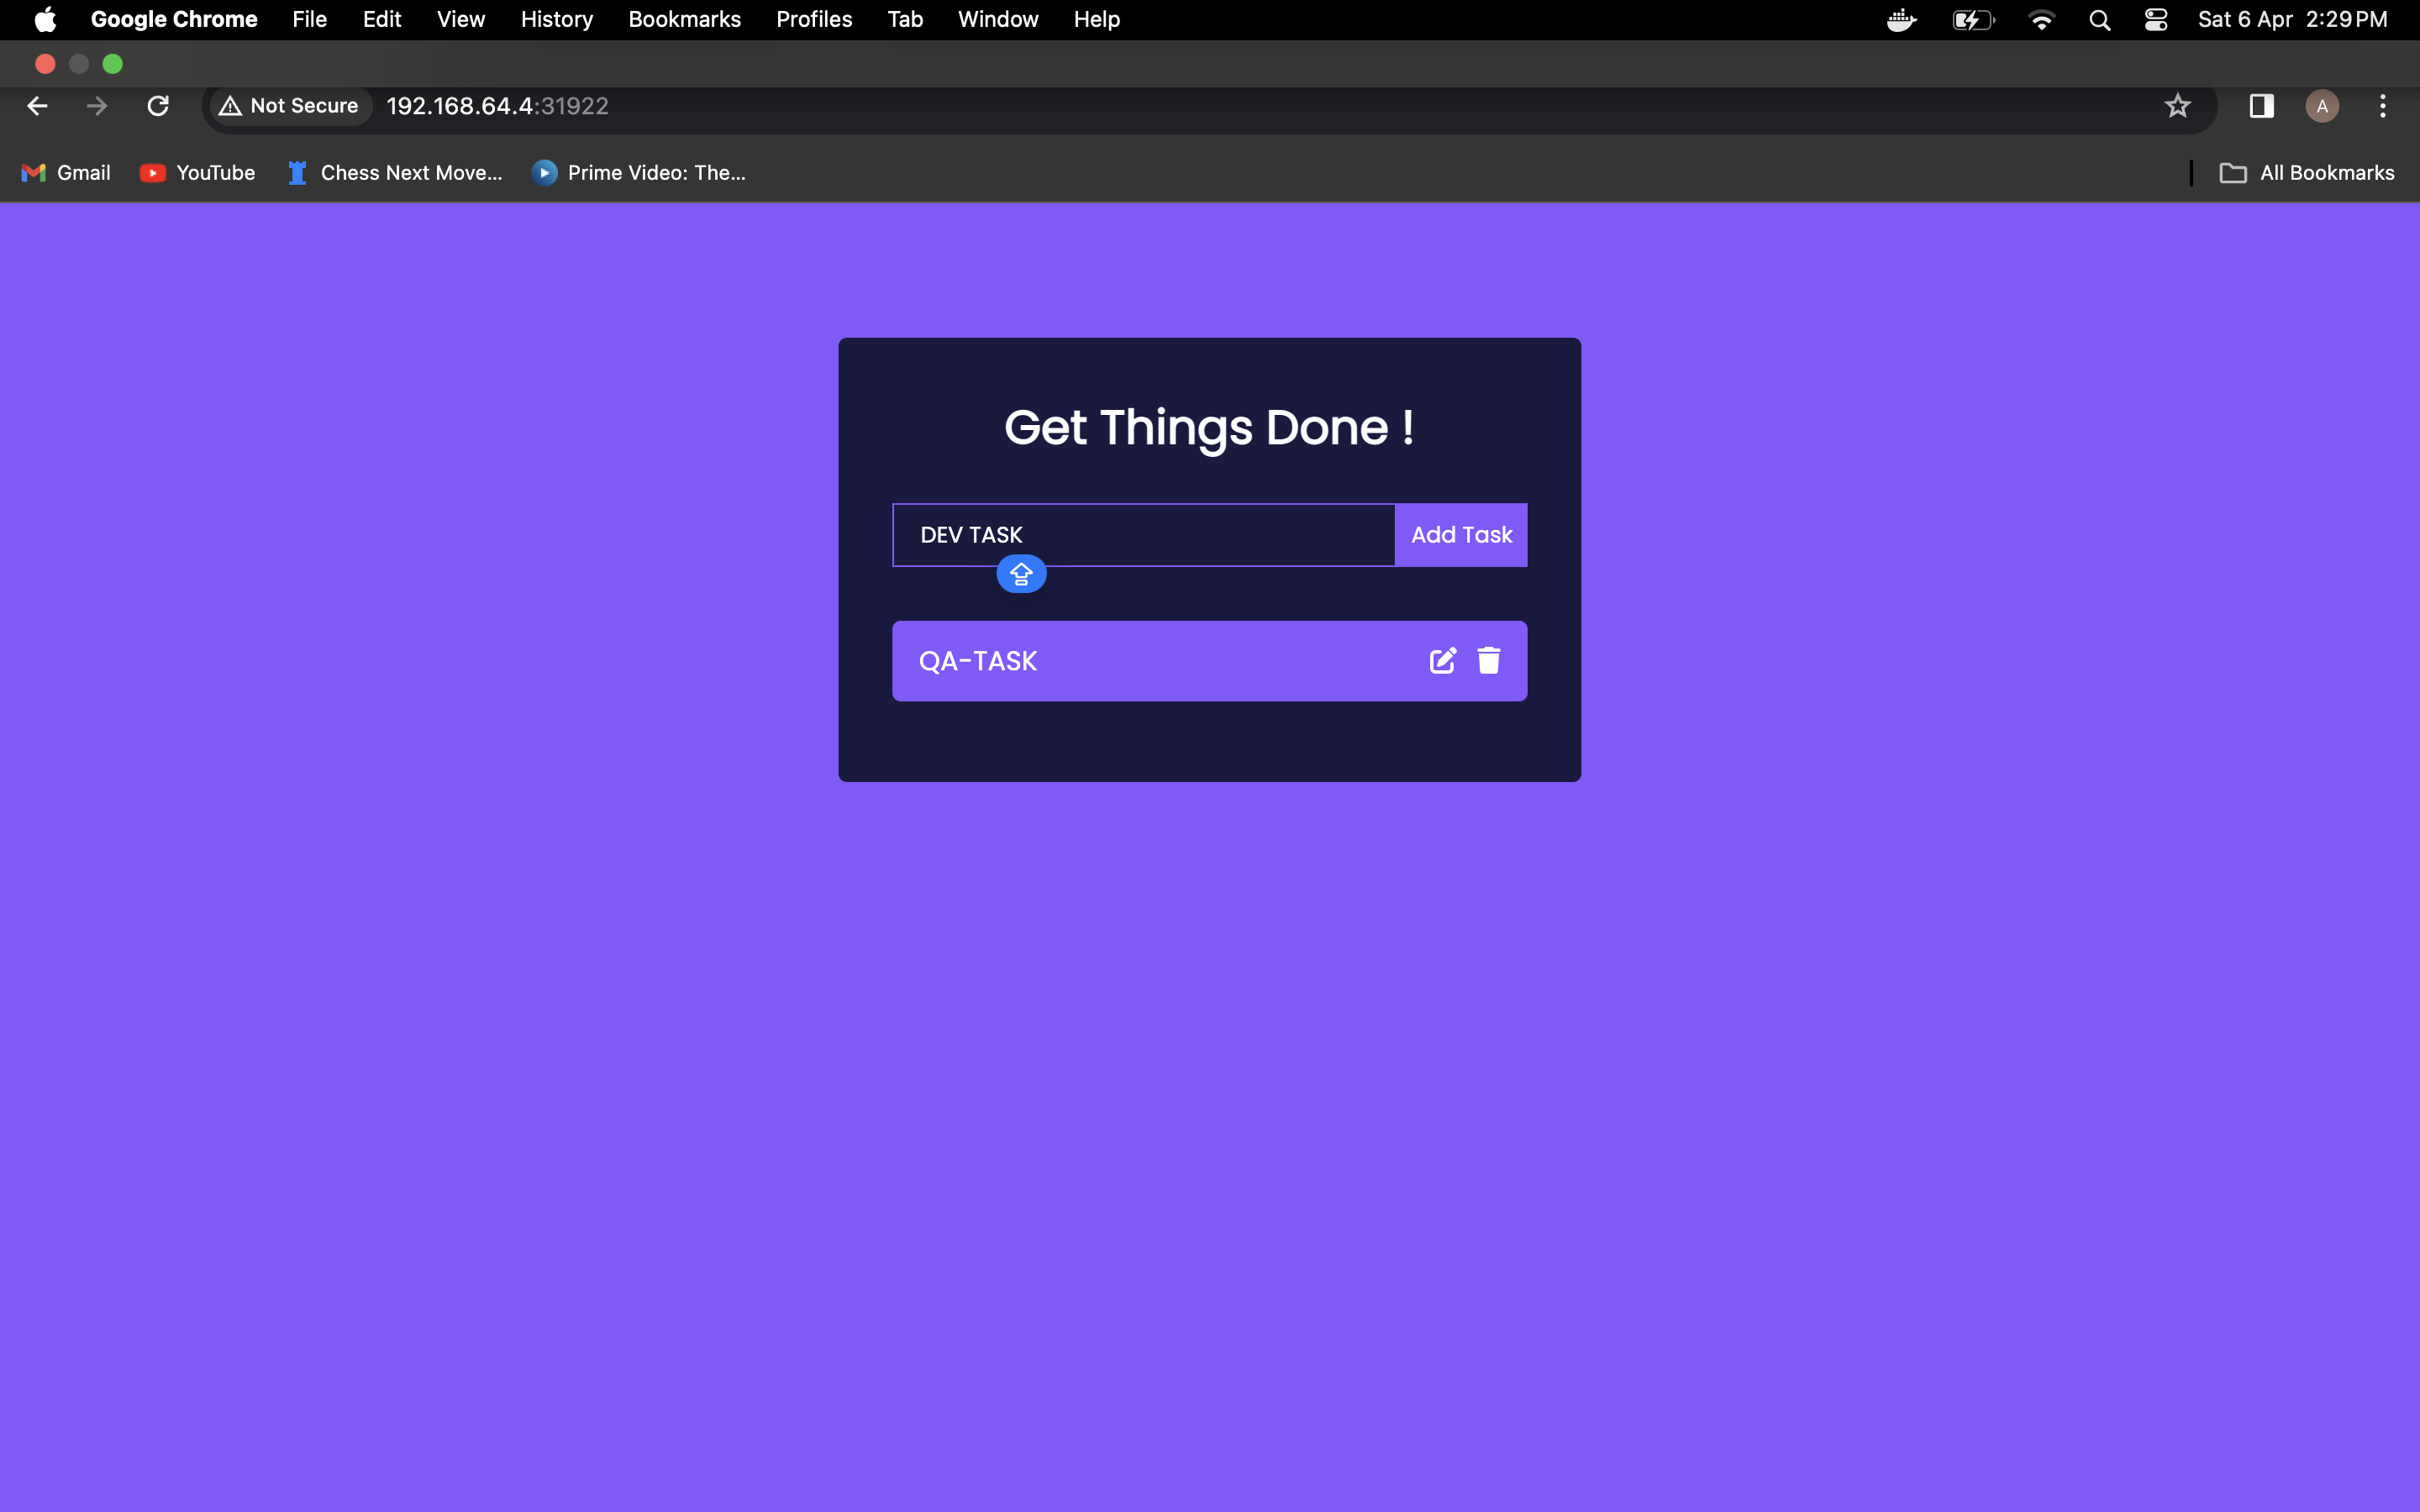 Google Chrome File Edit View History Bookmarks Profiles Tab Window Help Sat 6 Apr 2:29 PM
Not Secure 192.168.64.4:31922 A
Gmail YouTube Chess Next Move... Prime Video: The... All Bookmarks
Get Things Done !
DEV TASK Add Task
QA-TASK